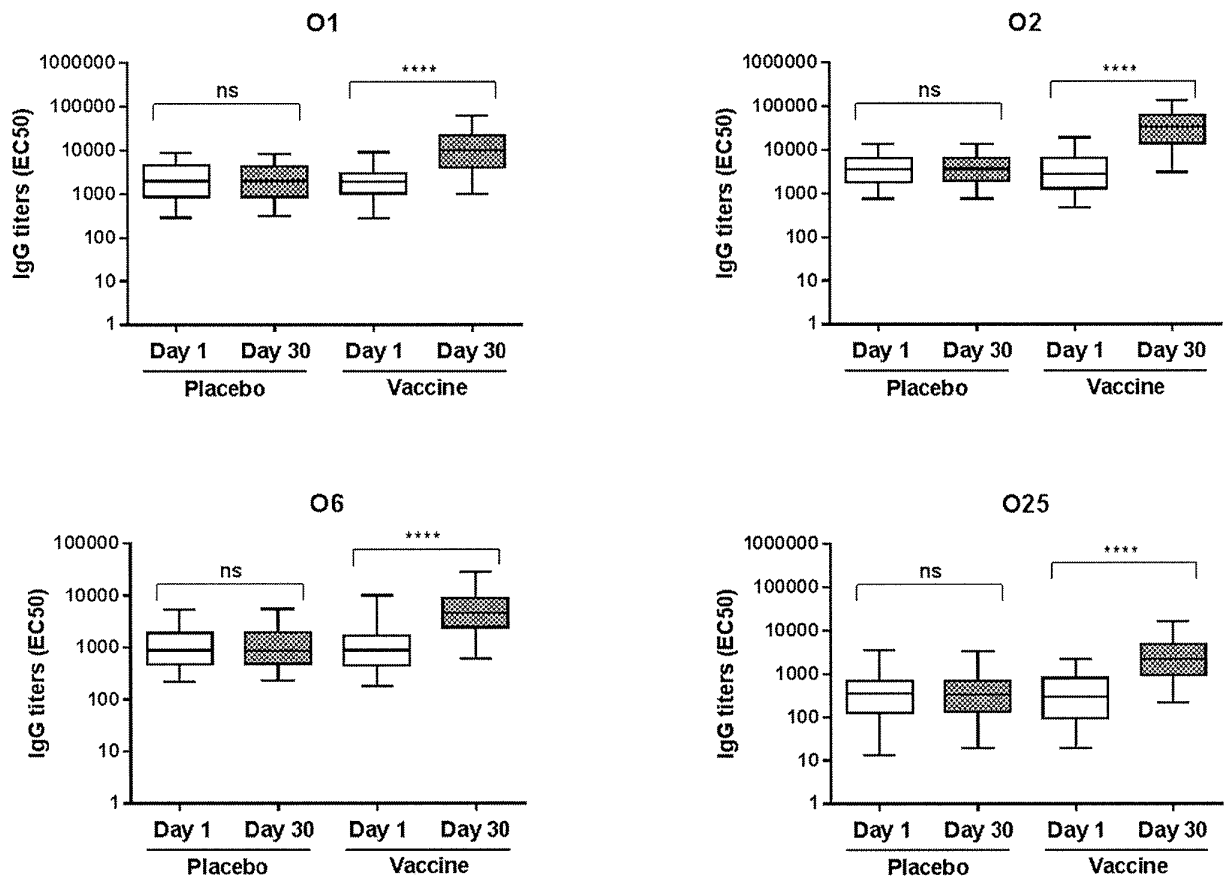 O1
IgG titers (EC50)
1000000
100000
10000
1000
100
10
1
ns
****
Day 1 Day 30 Day 1 Day 30
Placebo Vaccine
O2
IgG titers (EC50)
1000000
100000
10000
1000
100
10
1
ns
****
Day 1 Day 30 Day 1 Day 30
Placebo Vaccine
O6
IgG titers (EC50)
100000
10000
1000
100
10
1
ns
****
Day 1 Day 30 Day 1 Day 30
Placebo Vaccine
O25
IgG titers (EC50)
1000000
100000
10000
1000
100
10
1
ns
****
Day 1 Day 30 Day 1 Day 30
Placebo Vaccine